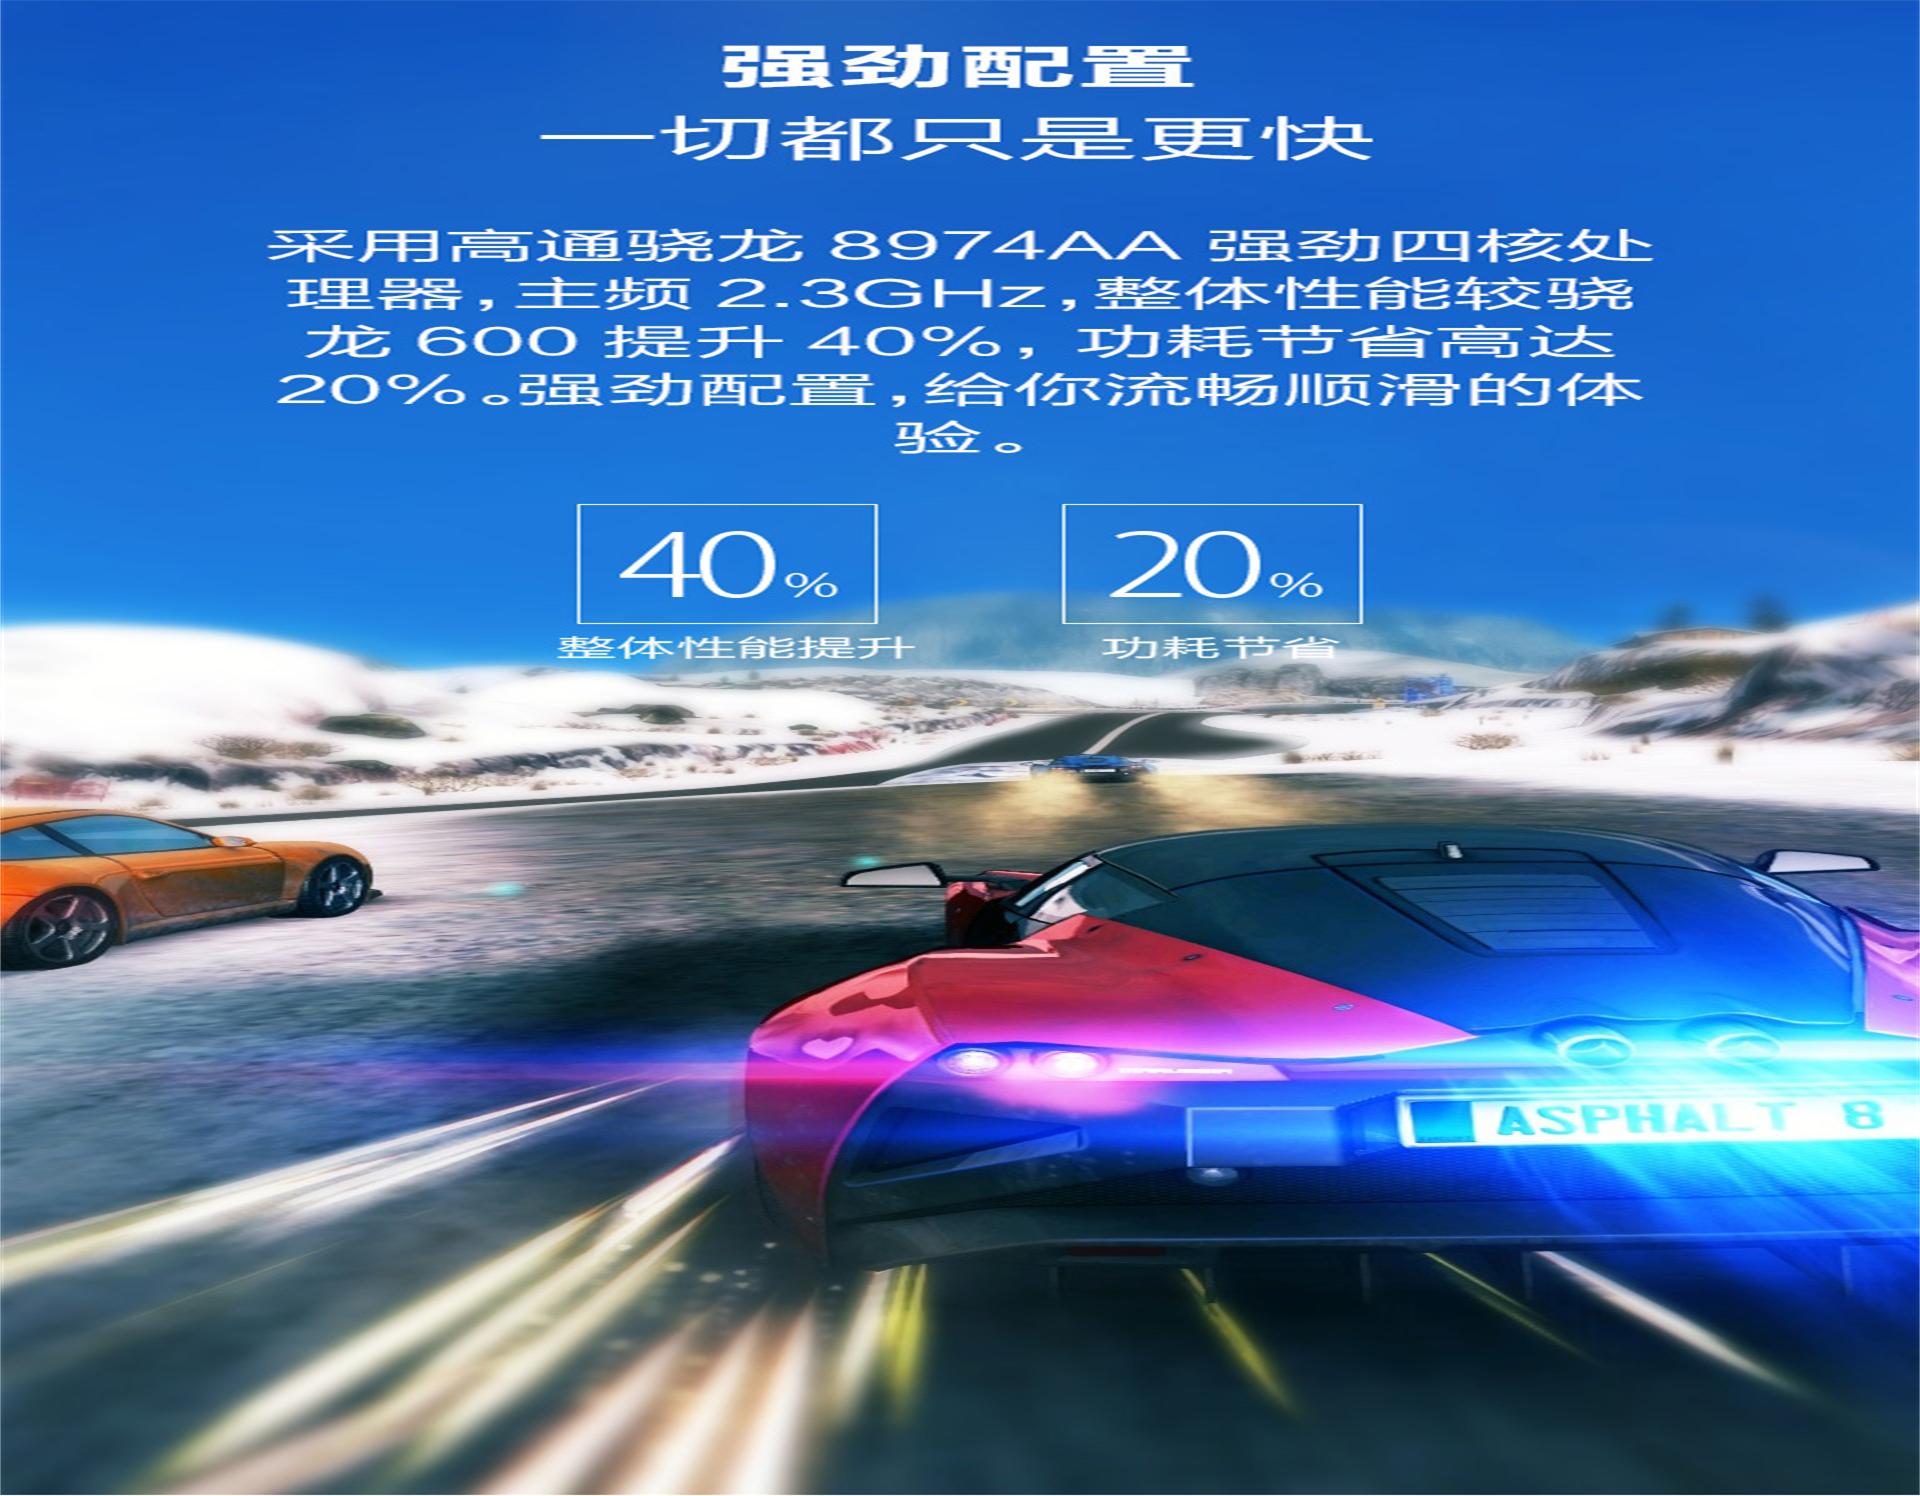 强劲配置
一切都只是更快
采用高通骁龙 8974AA 强劲四核处
理器，主频 2.3GHz，整体性能较骁
龙 600 提升 40%，功耗节省高达
20%。强劲配置，给你流畅顺滑的体
验。
40%
20%
整体性能提升
功耗节省
ASPHALT 8